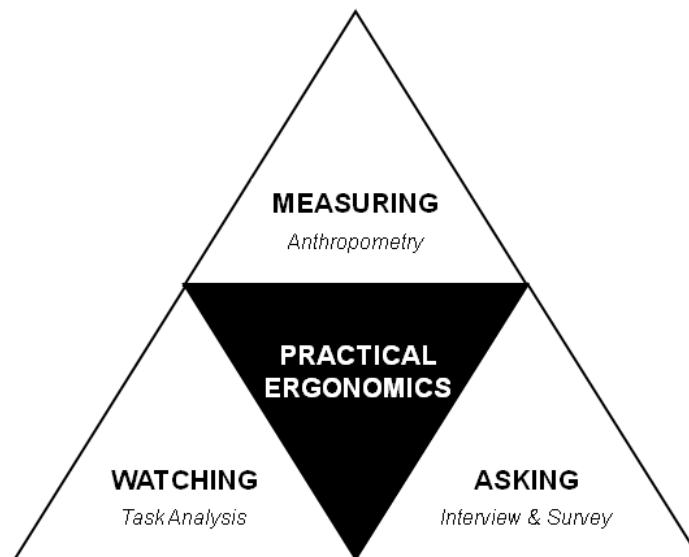 MEASURING
Anthropometry
PRACTICAL
ERGONOMICS
WATCHING
Task Analysis
ASKING
Interview & Survey